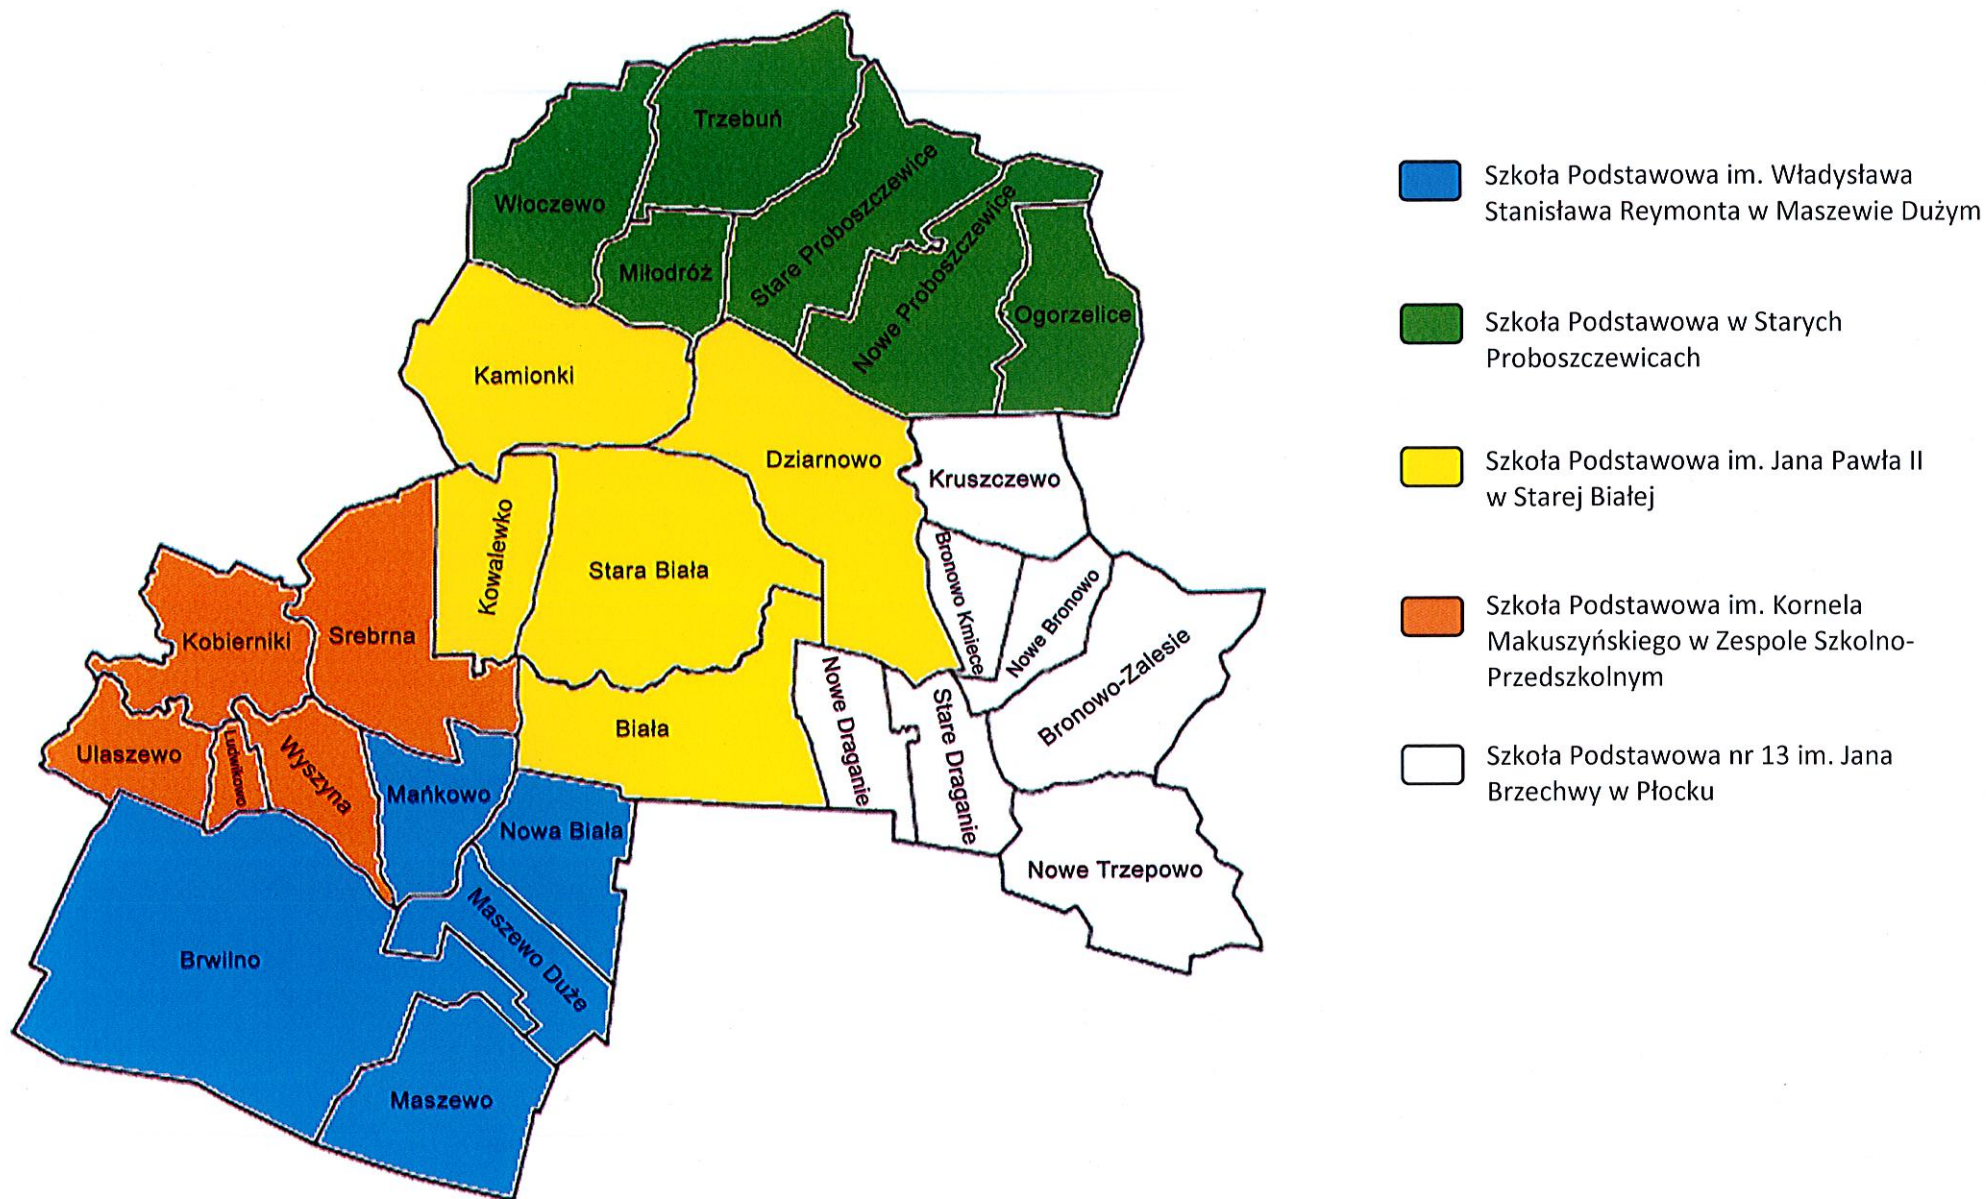 Trzebuń
Włoczewo
Stare Proboszczewice
Miłodróż
Nowe Proboszczewice
Ogorzelice
Kamionki
Dziarnowo
Kruszczewo
Kowalewko
Stara Biała
Bronowo Kmiece
Nowe Bronowo
Kobierniki
Srebrna
Bronowo-Zalesie
Nowe Draganie
Stare Draganie
Biała
Ulaszewo
Ludwikowo
Wyszyna
Mańkowo
Nowa Biała
Nowe Trzepowo
Maszewo Duże
Brwilno
Maszewo
Szkoła Podstawowa im. Władysława
Stanisława Reymonta w Maszewie Dużym
Szkoła Podstawowa w Starych
Proboszczewicach
Szkoła Podstawowa im. Jana Pawła II
w Starej Białej
Szkoła Podstawowa im. Kornela
Makuszyńskiego w Zespole Szkolno-
Przedszkolnym
Szkoła Podstawowa nr 13 im. Jana
Brzechwy w Płocku